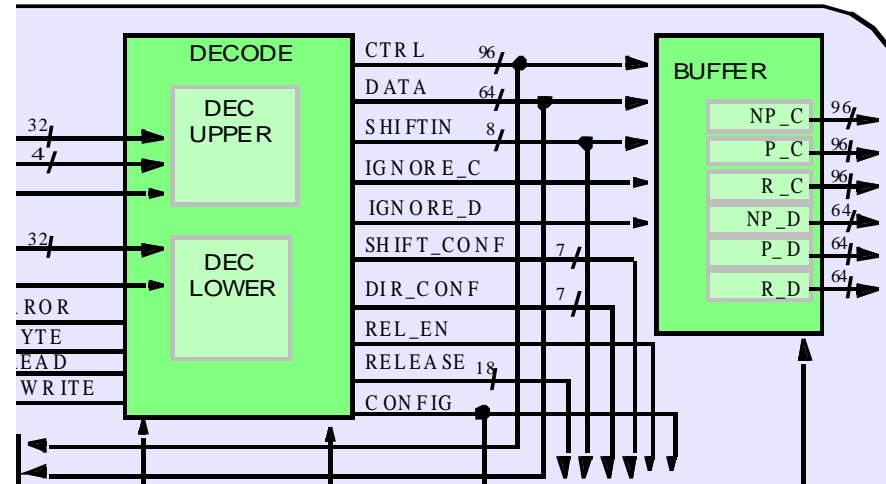 DECODE
DEC
UPPER
DEC
LOWER
32
4
32
ROR
YTE
EAD
WRITE
CTRL 96
DATA 64
SHIFTIN 8
IGNORE_C
IGNORE_D
SHIFT_CONF 7
DIR_CONF 7
REL_EN
RELEASE 18
CONFIG
BUFFER
NP_C 96
P_C 96
R_C 96
NP_D 64
P_D 64
R_D 64